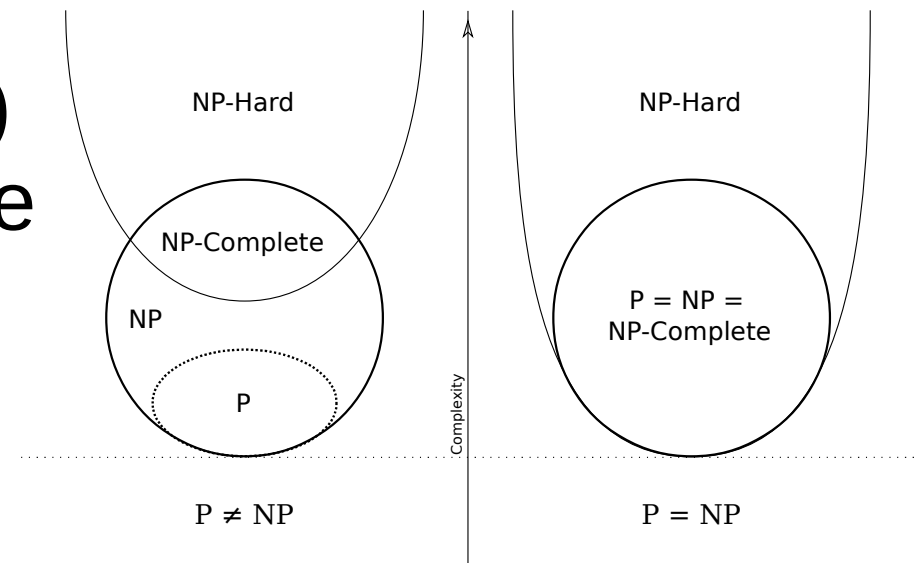 e
NP-Hard
NP-Complete
NP
P
P ≠ NP
Complexity
NP-Hard
P = NP =
NP-Complete
P = NP